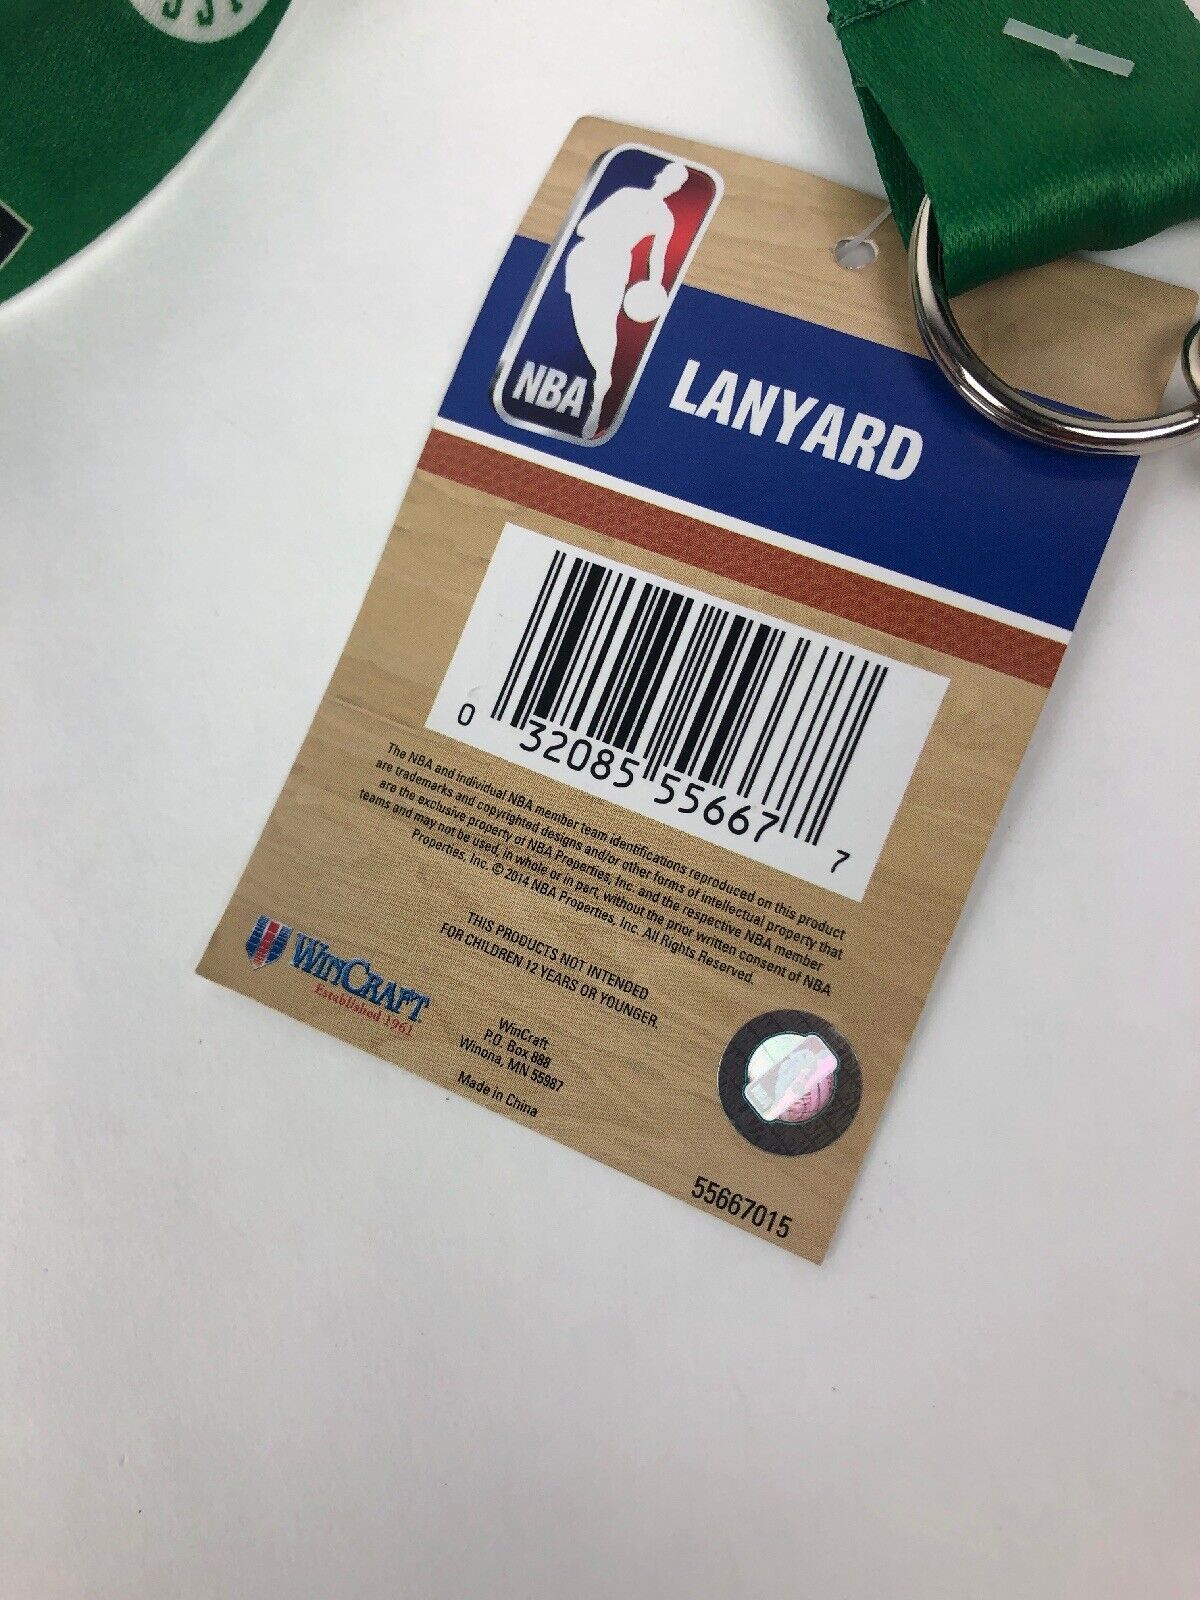 NBA
LANYARD
0 32085 55667 7
The NBA and individual NBA member team identifications reproduced on this product
are trademarks and copyrighted designs and/or other forms of intellectual property that
are the exclusive property of NBA Properties, Inc. and the respective NBA member
teams and may not be used, in whole or in part, without the prior written consent of NBA
Properties, Inc. © 2014 NBA Properties, Inc. All Rights Reserved.
THIS PRODUCTS NOT INTENDED
FOR CHILDREN 12 YEARS OR YOUNGER.
WINCRAFT
Established 1961
WinCraft
P.O. Box 888
Winona, MN 55987
Made in China
55667015